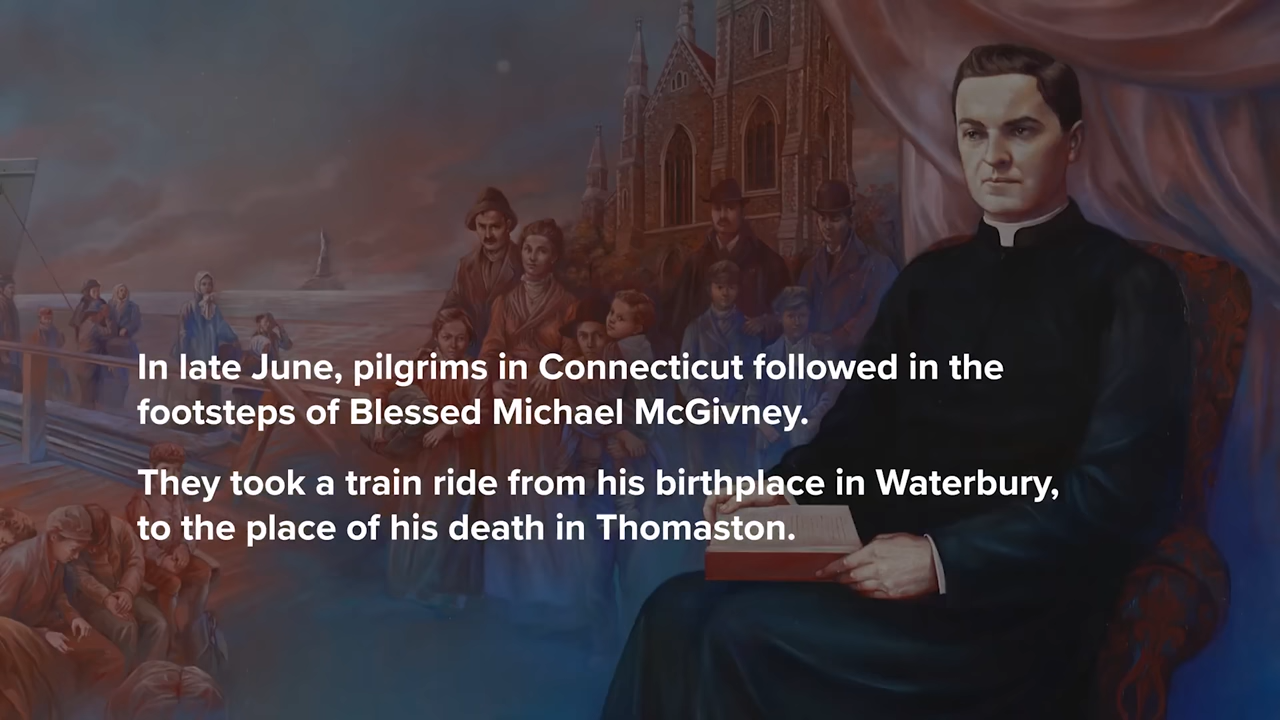 In late June, pilgrims in Connecticut followed in the
footsteps of Blessed Michael McGivney.
They took a train ride from his birthplace in Waterbury,
to the place of his death in Thomaston.